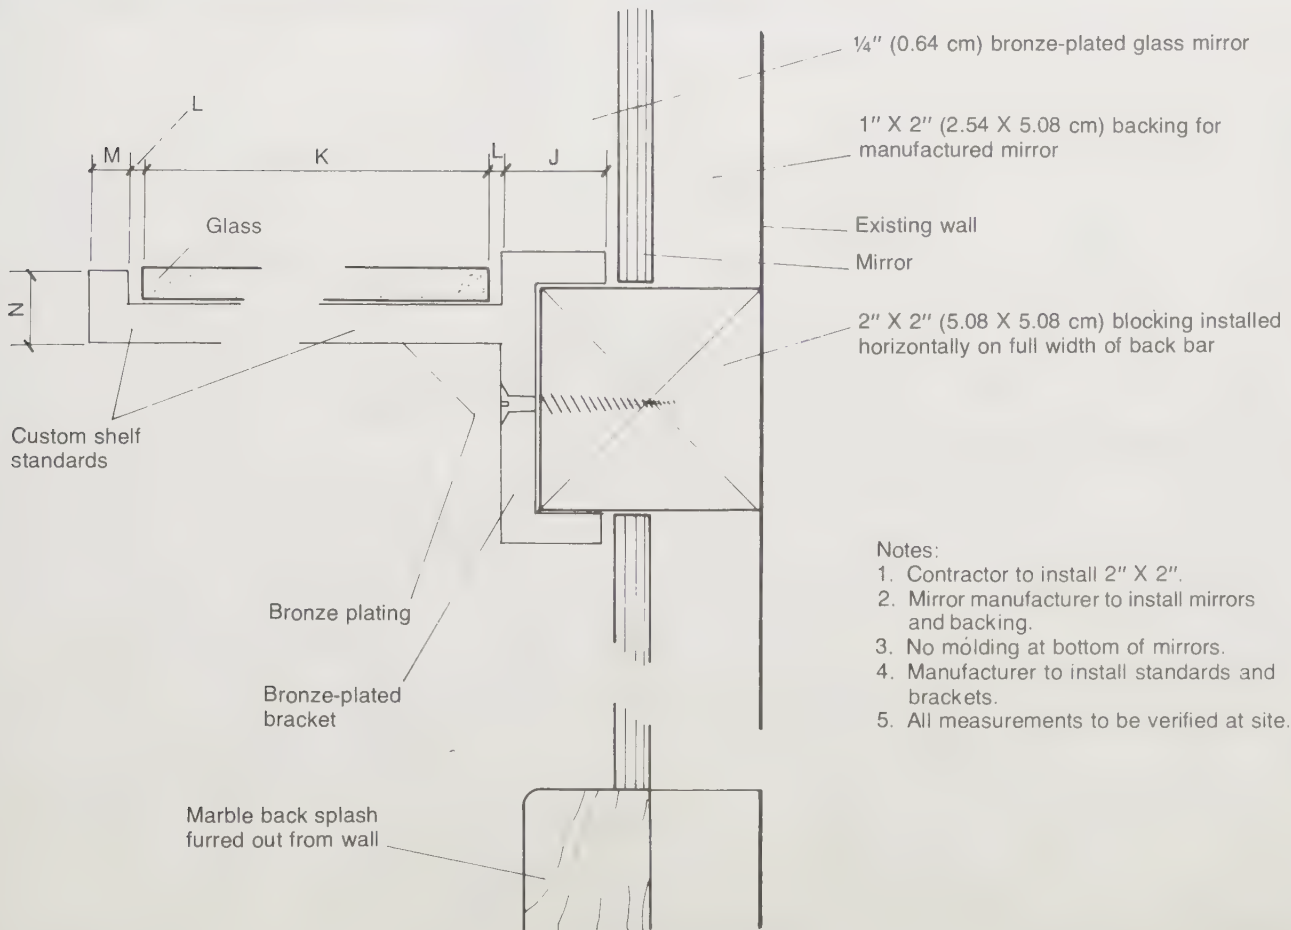 ¼" (0.64 cm) bronze-plated glass mirror
1" X 2" (2.54 X 5.08 cm) backing for
manufactured mirror
Existing wall
Mirror
2" X 2" (5.08 X 5.08 cm) blocking installed
horizontally on full width of back bar
L
M
K
L
J
Glass
N
Custom shelf
standards
Bronze plating
Bronze-plated
bracket
Marble back splash
furred out from wall
Notes:
1. Contractor to install 2" X 2".
2. Mirror manufacturer to install mirrors
and backing.
3. No molding at bottom of mirrors.
4. Manufacturer to install standards and
brackets.
5. All measurements to be verified at site.